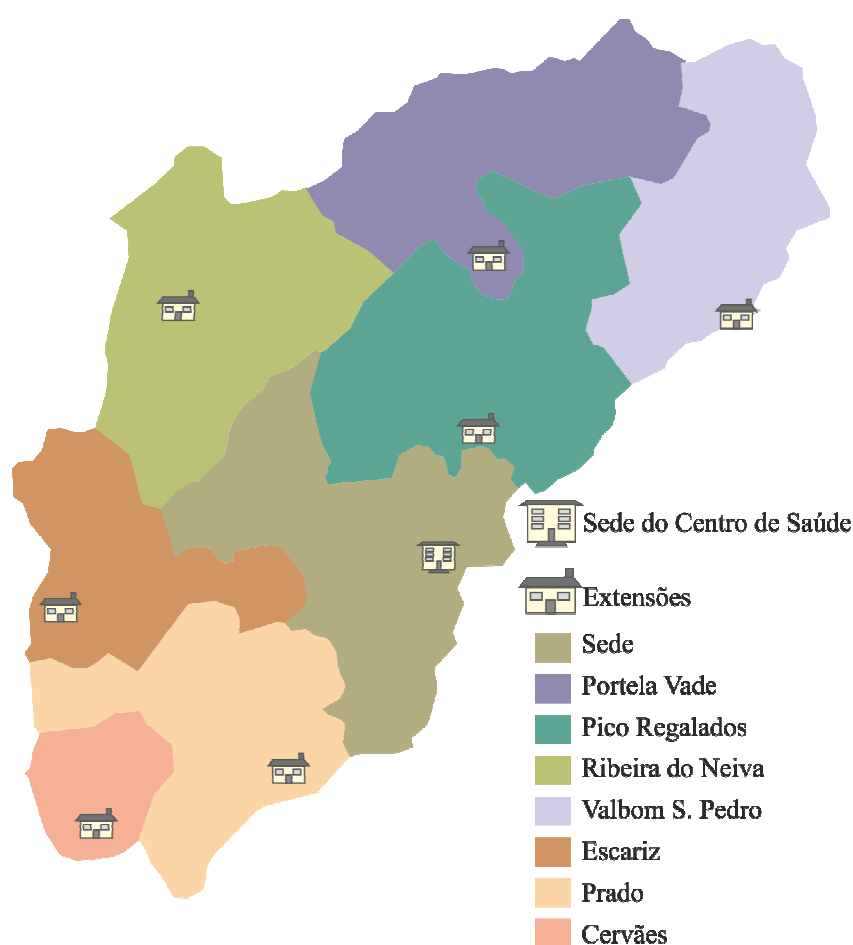 Sede do Centro de Saúde
Extensões
Sede
Portela Vade
Pico Regalados
Ribeira do Neiva
Valbom S. Pedro
Escariz
Prado
Cervães